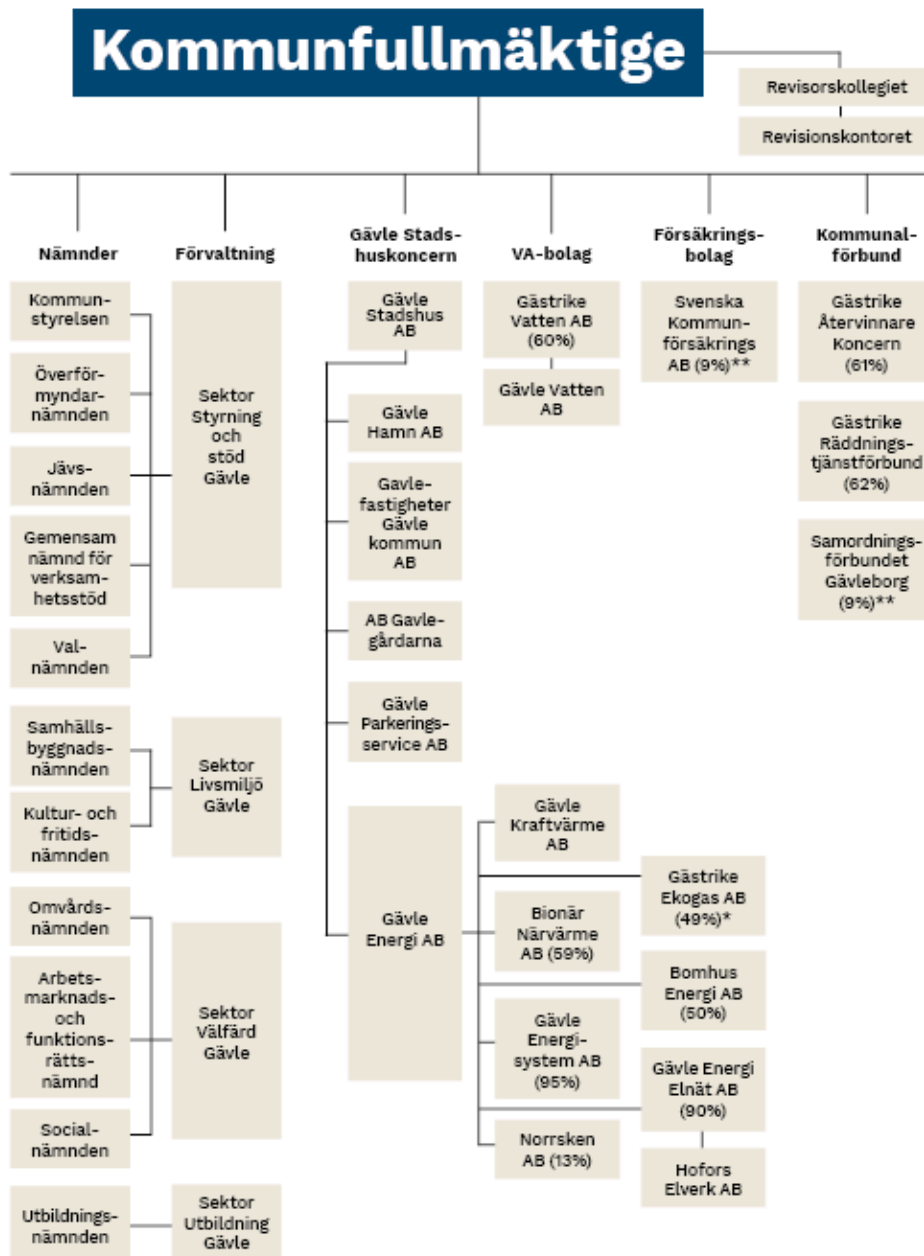 Kommunfullmäktige
Revisorskollegiet
Revisionskontoret
Nämnder
Förvaltning
Gävle Stads-
huskoncern
VA-bolag
Försäkrings-
bolag
Kommunal-
förbund
Kommun-
styrelsen
Överför-
myndar-
nämnden
Jävs-
nämnden
Gemensam
nämnd för
verksam-
hetsstöd
Val-
nämnden
Samhälls-
byggnads-
nämnden
Kultur- och
fritids-
nämnden
Omvårds-
nämnden
Arbets-
marknads-
och
funktions-
rätts-
nämnd
Social-
nämnden
Utbildnings-
nämnden
Sektor
Styrning
och
stöd
Gävle
Sektor
Livsmiljö
Gävle
Sektor
Välfärd
Gävle
Sektor
Utbildning
Gävle
Gävle
Stadshus
AB
Gävle
Hamn AB
Gavle-
fastigheter
Gävle
kommun
AB
AB Gavle-
gårdarna
Gävle
Parkerings-
service AB
Gävle
Energi AB
Gästrike
Vatten AB
(60%)
Gävle Vatten
AB
Gävle
Kraftvärme
AB
Bionär
Närvärme
AB (59%)
Gävle
Energi-
system AB
(95%)
Norrsken
AB (13%)
Svenska
Kommun-
försäkrings
AB (9%)**
Gästrike
Ekogas AB
(49%)*
Bomhus
Energi AB
(50%)
Gävle Energi
Elnät AB
(90%)
Hofors
Elverk AB
Gästrike
Återvinnare
Koncern
(61%)
Gästrike
Räddnings-
tjänstförbund
(62%)
Samordnings-
förbundet
Gävleborg
(9%)**